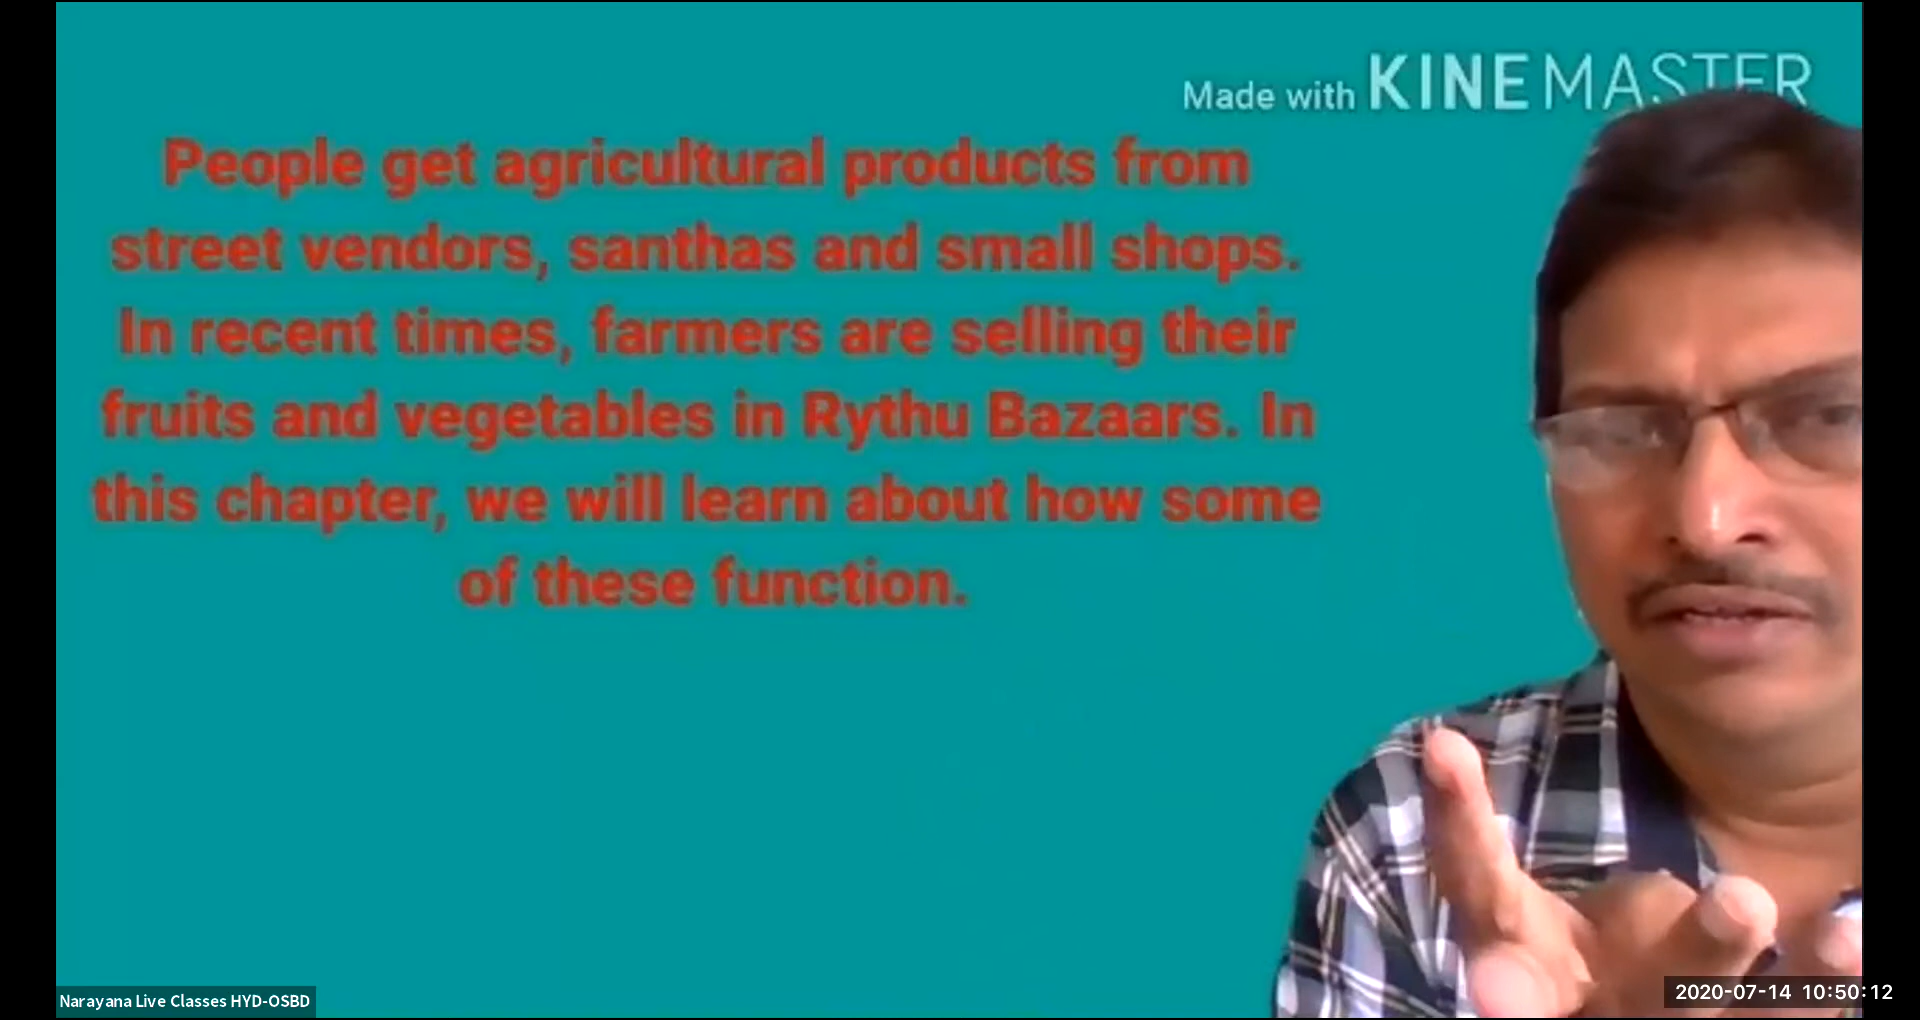 Made with KINEMASTER
People get agricultural products from
street vendors, santhas and small shops.
In recent times, farmers are selling their
fruits and vegetables in Rythu Bazaars. In
this chapter, we will learn about how some
of these function.
Narayana Live Classes HYD-OSBD
2020-07-14 10:50:12